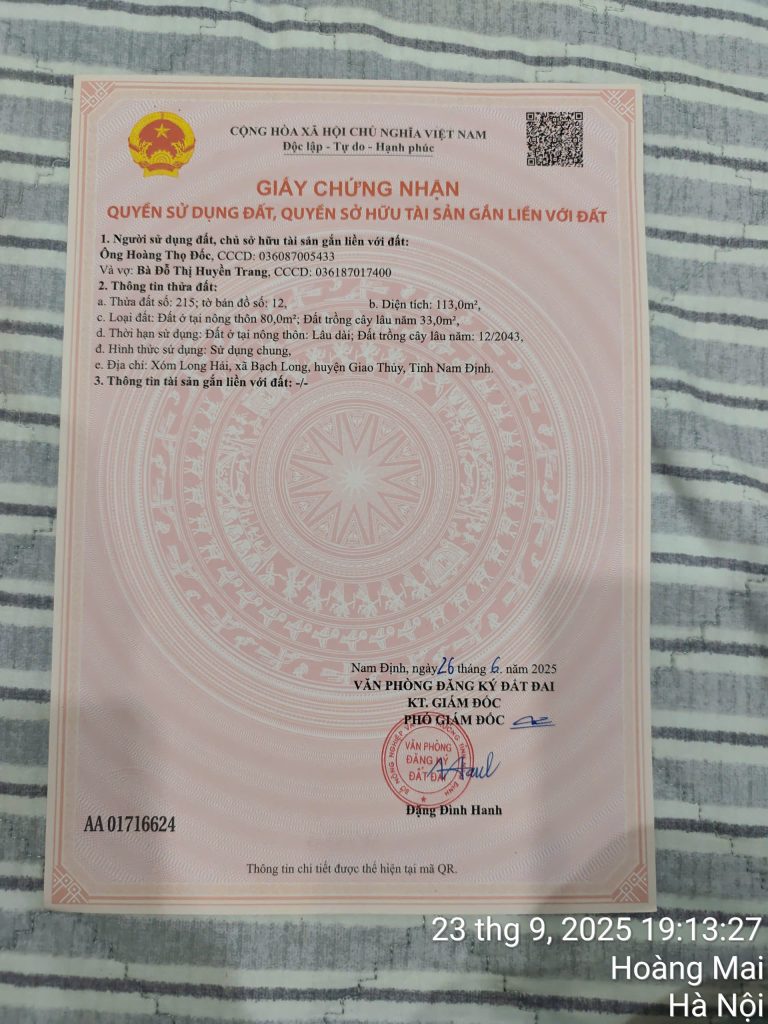 CỘNG HÒA XÃ HỘI CHỦ NGHĨA VIỆT NAM
Độc lập - Tự do - Hạnh phúc
GIẤY CHỨNG NHẬN
QUYỀN SỬ DỤNG ĐẤT, QUYỀN SỞ HỮU TÀI SẢN GẮN LIỀN VỚI ĐẤT
1. Người sử dụng đất, chủ sở hữu tài sản gắn liền với đất:
Ông Hoàng Thọ Đốc, CCCD: 036087005433
Và vợ: Bà Đỗ Thị Huyền Trang, CCCD: 036187017400
2. Thông tin thửa đất:
a. Thửa đất số: 215; tờ bản đồ số: 12, b. Diện tích: 113,0m²,
c. Loại đất: Đất ở tại nông thôn 80,0m²; Đất trồng cây lâu năm 33,0m²,
d. Thời hạn sử dụng: Đất ở tại nông thôn: Lâu dài; Đất trồng cây lâu năm: 12/2043,
đ. Hình thức sử dụng: Sử dụng chung,
e. Địa chỉ: Xóm Long Hải, xã Bạch Long, huyện Giao Thủy, Tỉnh Nam Định.
3. Thông tin tài sản gắn liền với đất: -/-
Nam Định, ngày 26 tháng 6. năm 2025
VĂN PHÒNG ĐĂNG KÝ ĐẤT ĐAI
KT. GIÁM ĐỐC
PHÓ GIÁM ĐỐC
VĂN PHÒNG
ĐĂNG KÝ
ĐẤT ĐAI
Đặng Đình Hanh
AA 01716624
Thông tin chi tiết được thể hiện tại mã QR.
23 thg 9, 2025 19:13:27
Hoàng Mai
Hà Nội